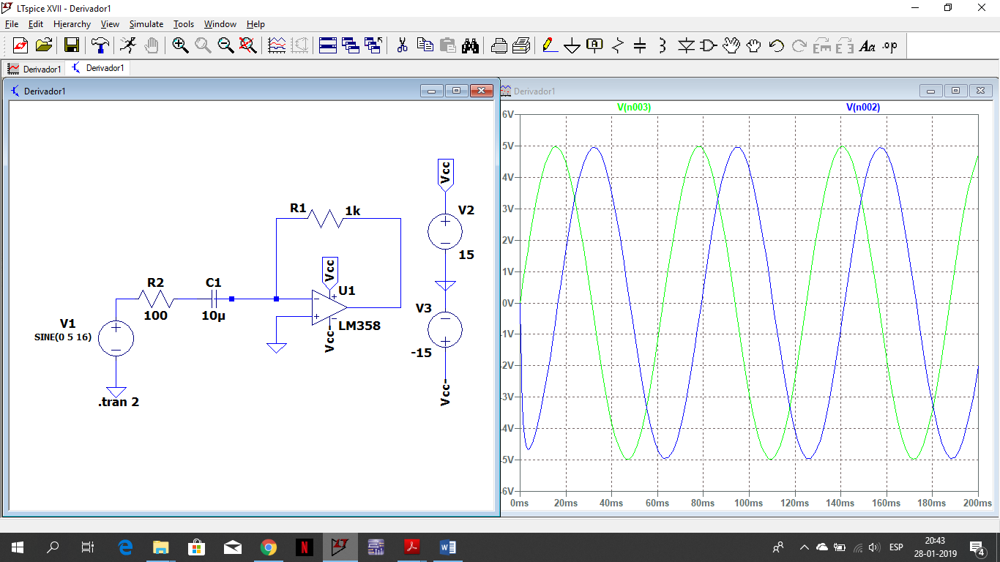 LTspice XVII - Derivador1
File Edit Hierarchy View Simulate Tools Window Help
Derivador1 Derivador1
Derivador1
Vcc
R1 1k
V2
15
Vcc
U1
R2 C1
100 10µ
V1
SINE(0 5 16)
LM358
Vcc-
V3
-15
Vcc-
.tran 2
Derivador1
V(n003) V(n002)
6V
5V
4V
3V
2V
1V
0V
-1V
-2V
-3V
-4V
-5V
-6V
0ms 20ms 40ms 60ms 80ms 100ms 120ms 140ms 160ms 180ms 200ms
ESP
20:43
28-01-2019
4